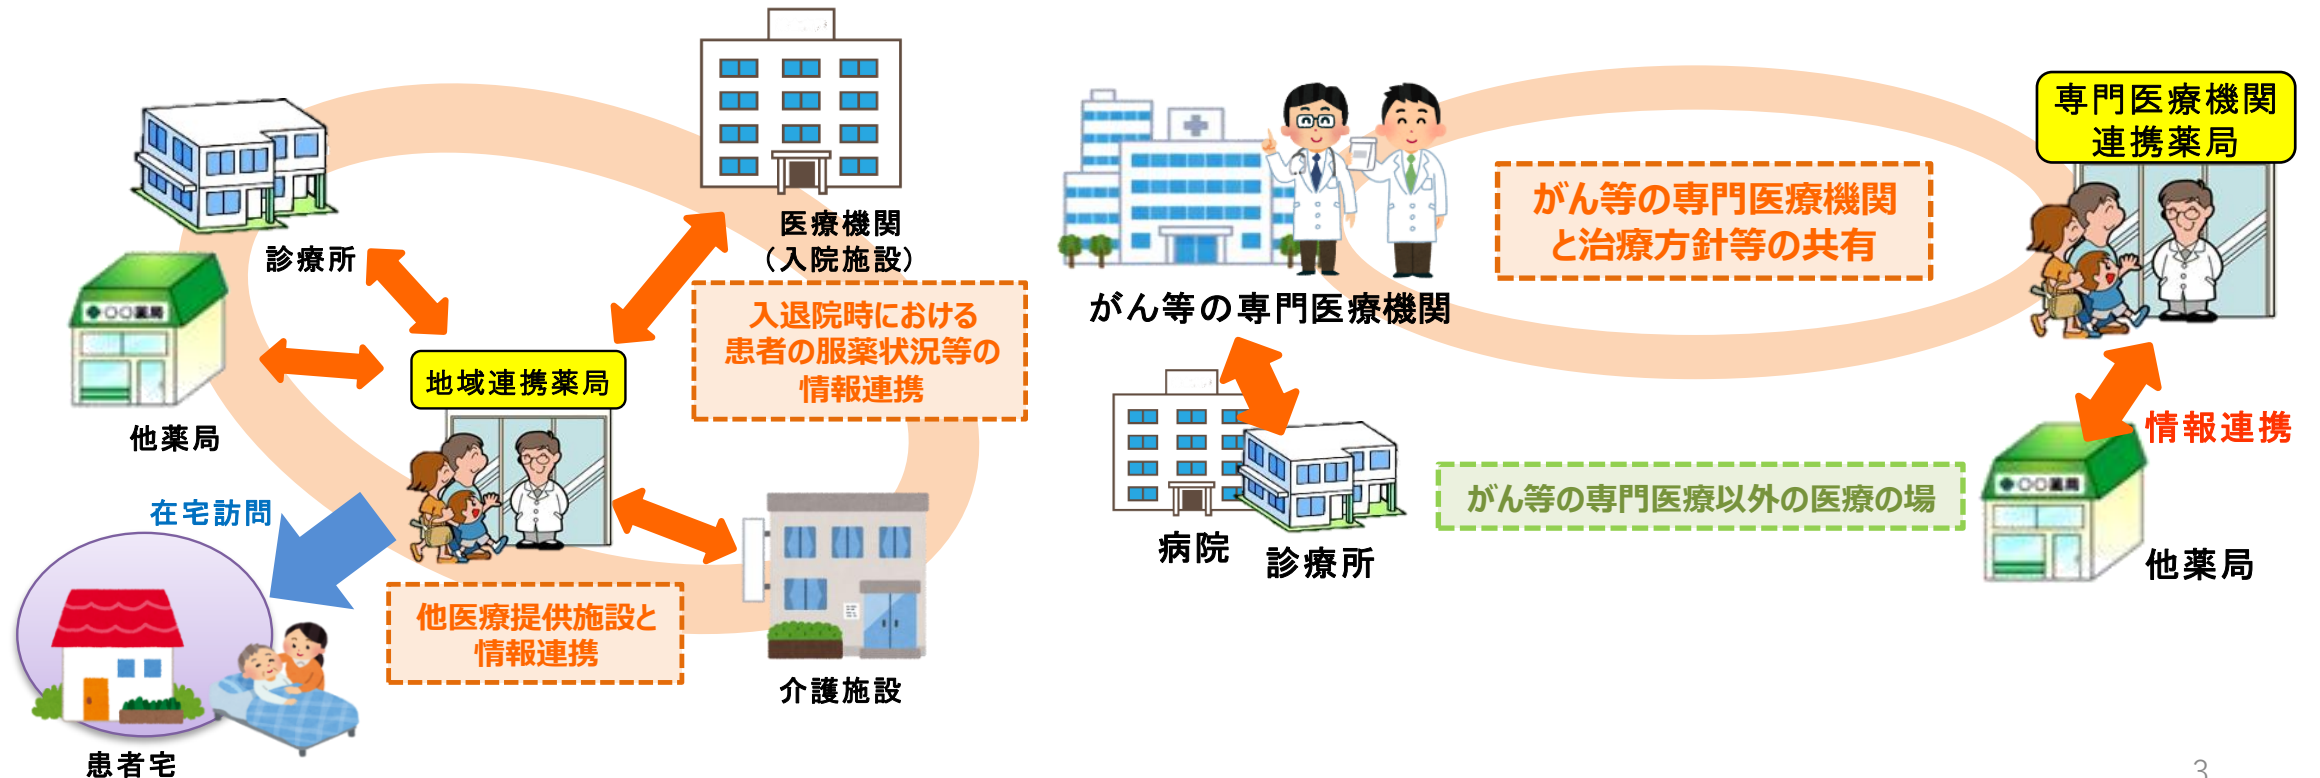 診療所
医療機関
（入院施設）
○○薬局
他薬局
入退院時における
患者の服薬状況等の
情報連携
地域連携薬局
在宅訪問
他医療提供施設と
情報連携
介護施設
患者宅
専門医療機関
連携薬局
がん等の専門医療機関
と治療方針等の共有
がん等の専門医療機関
情報連携
がん等の専門医療以外の医療の場
○○薬局
病院
診療所
他薬局
3